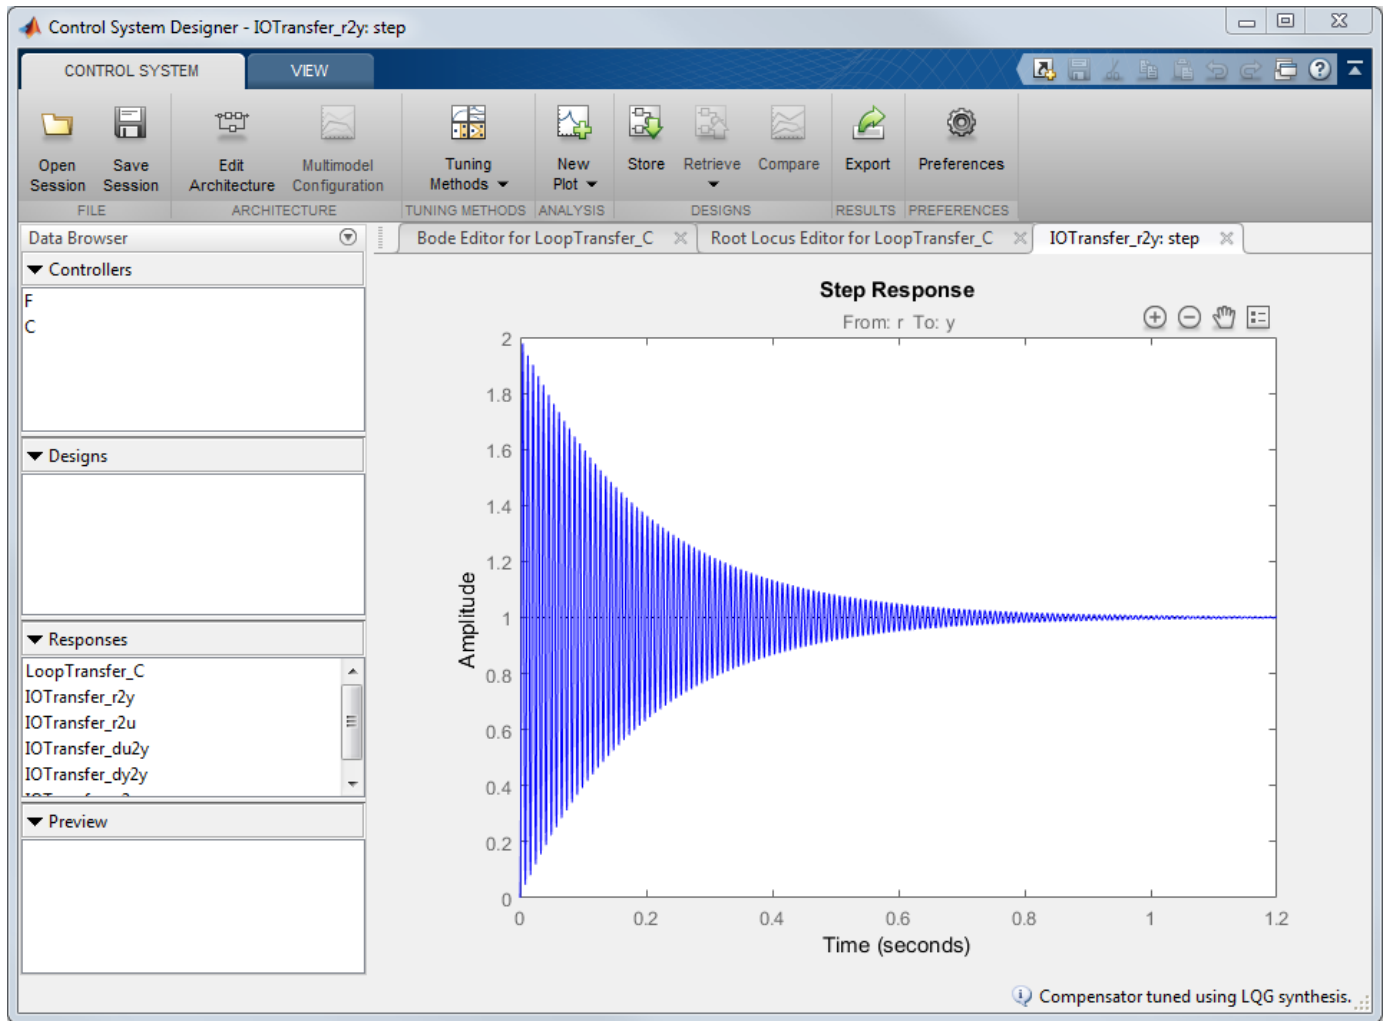 Control System Designer - IOTransfer_r2y: step
CONTROL SYSTEM
VIEW
Open Session
Save Session
Edit Architecture
Multimodel Configuration
Tuning Methods
New Plot
Store
Retrieve
Compare
Export
Preferences
FILE
ARCHITECTURE
TUNING METHODS
ANALYSIS
DESIGNS
RESULTS
PREFERENCES
Data Browser
Controllers
F
C
Designs
Responses
LoopTransfer_C
IOTransfer_r2y
IOTransfer_r2u
IOTransfer_du2y
IOTransfer_dy2y
Preview
Bode Editor for LoopTransfer_C
Root Locus Editor for LoopTransfer_C
IOTransfer_r2y: step
Step Response
From: r To: y
Amplitude
2
1.8
1.6
1.4
1.2
1
0.8
0.6
0.4
0.2
0
0
0.2
0.4
0.6
0.8
1
1.2
Time (seconds)
Compensator tuned using LQG synthesis.